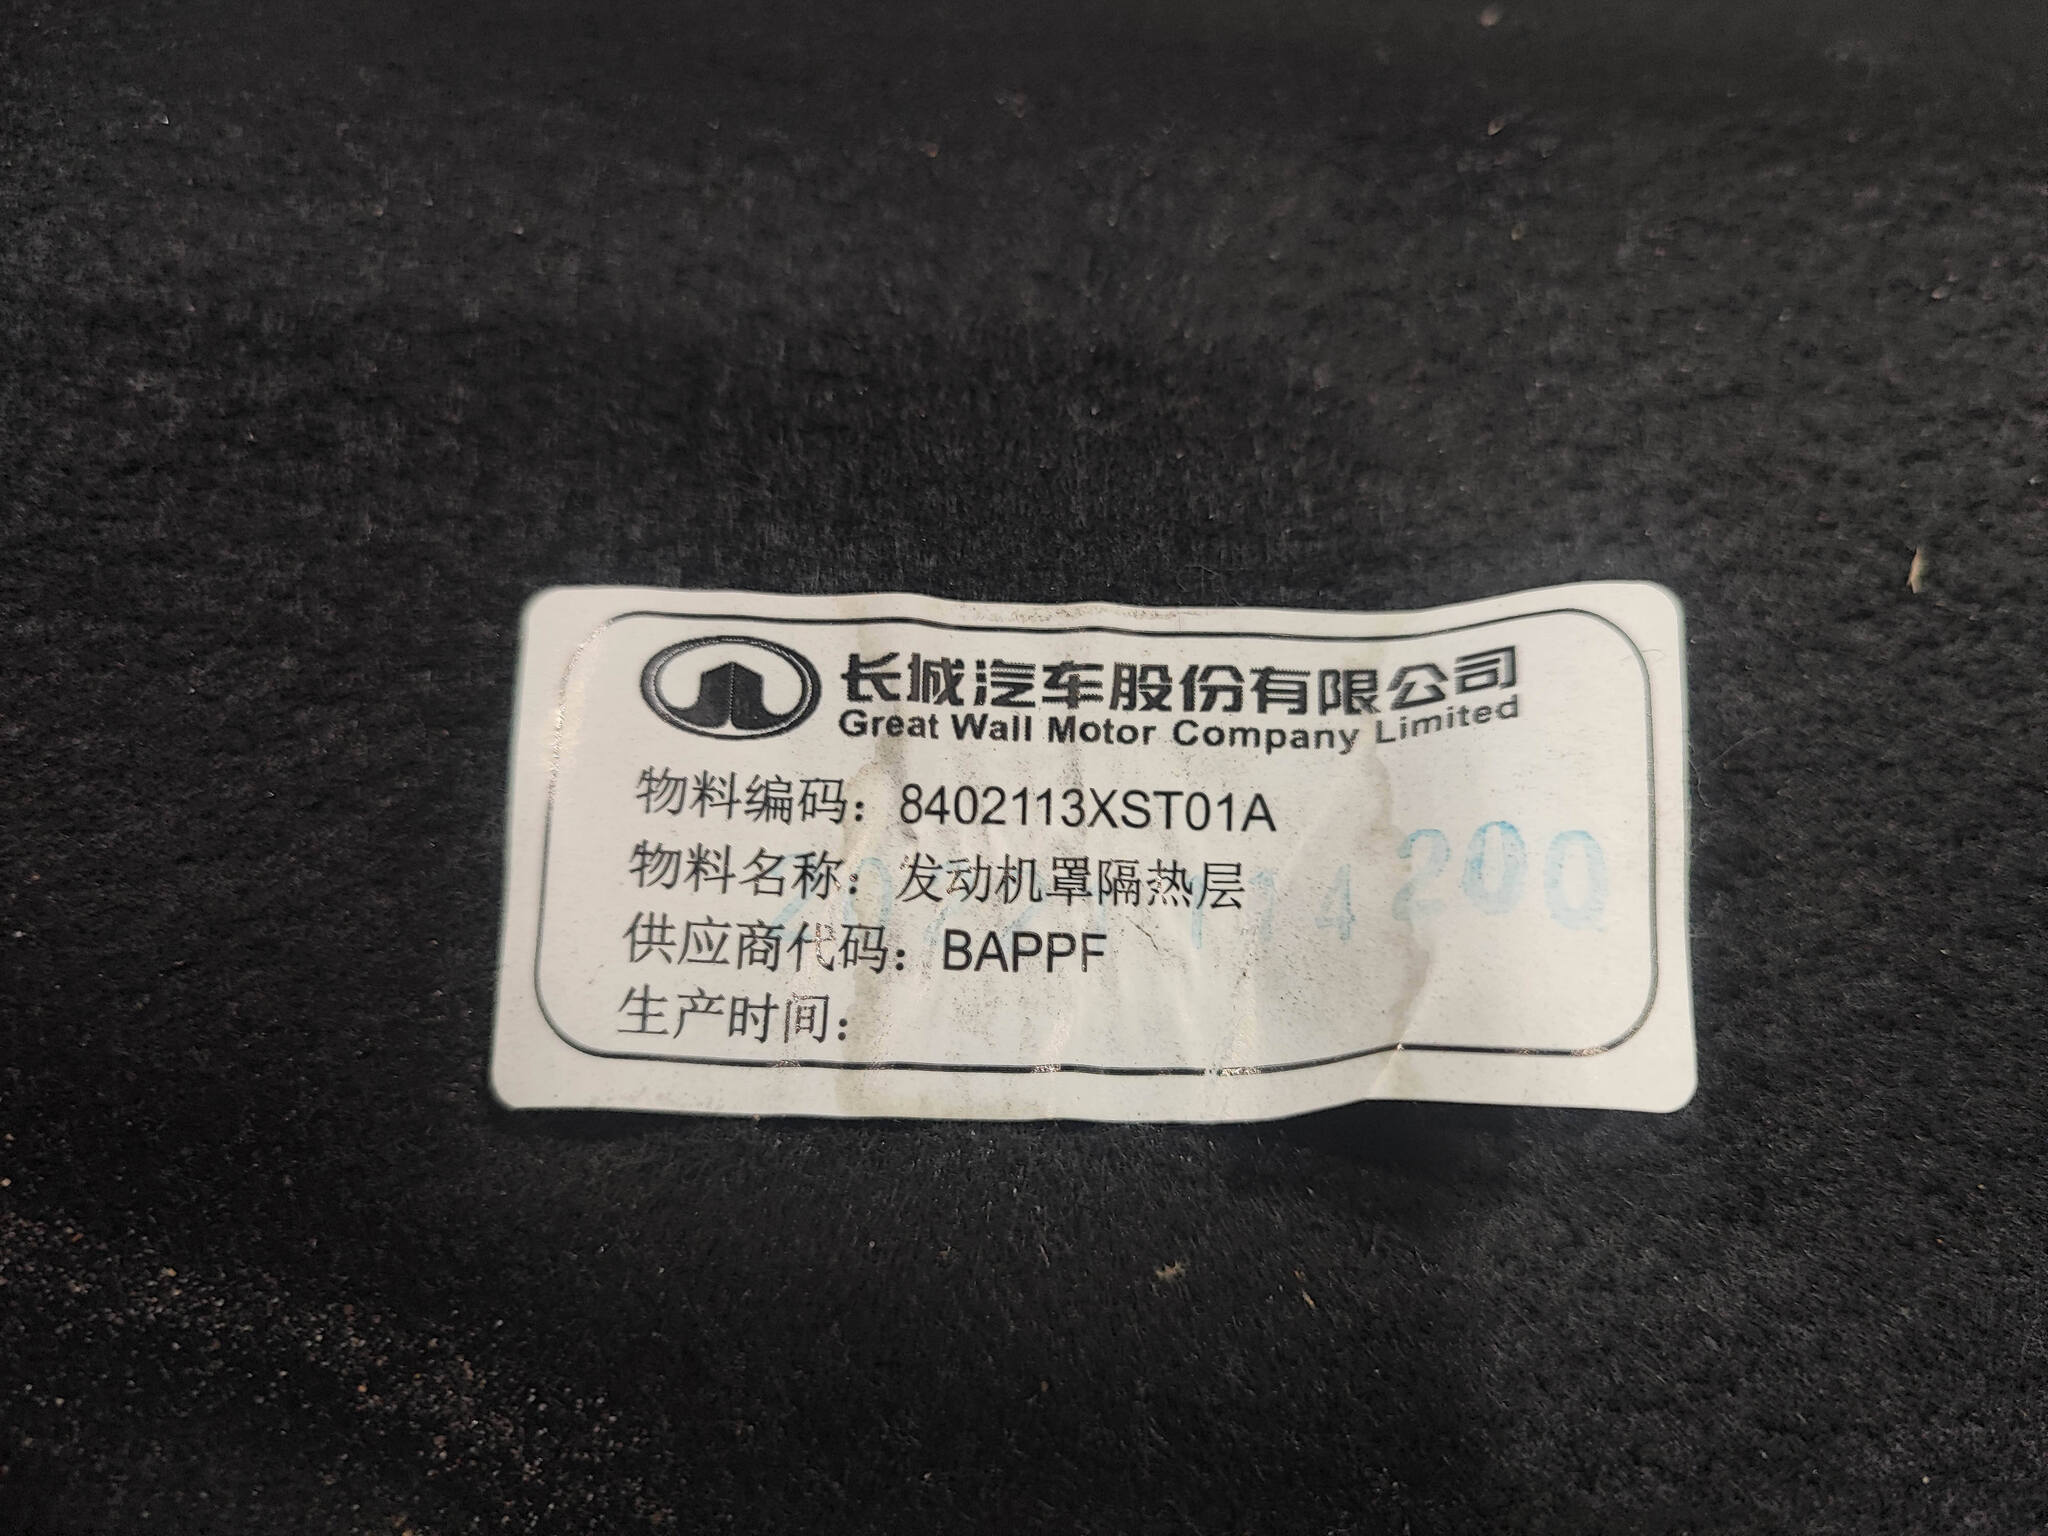 长城汽车股份有限公司
Great Wall Motor Company Limited
物料编码：8402113XST01A
物料名称：发动机罩隔热层
供应商代码：BAPPF
生产时间：
200